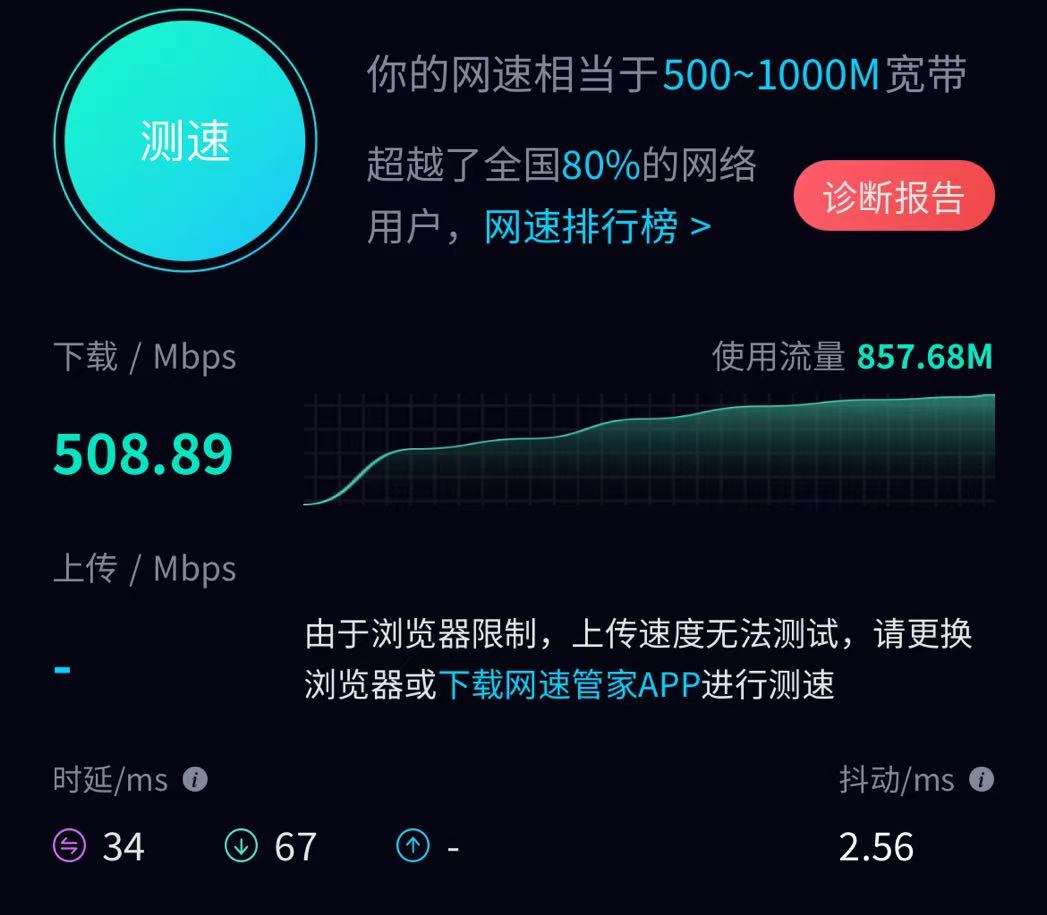 测速
你的网速相当于500~1000M宽带
超越了全国80%的网络
用户，网速排行榜 >
诊断报告
下载 / Mbps
使用流量 857.68M
508.89
上传 / Mbps
-
由于浏览器限制，上传速度无法测试，请更换
浏览器或下载网速管家APP进行测速
时延/ms
抖动/ms
34
67
-
2.56